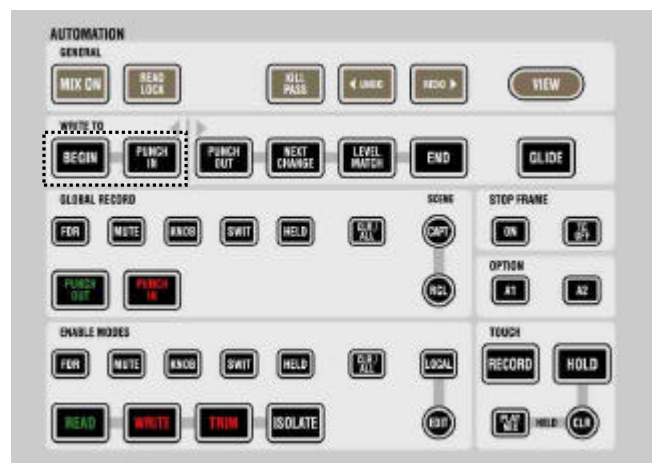 AUTOMATION
GENERAL
MIX ON
READ LOCK
KILL PASS
◄ UNDO
REDO ►
VIEW
WRITE TO
BEGIN
PUNCH IN
PUNCH OUT
NEXT CHANGE
LEVEL MATCH
END
GLIDE
GLOBAL RECORD
SCENE
STOP FRAME
FDR
MUTE
KNOB
SWIT
HELD
CLR/ ALL
CAPT
ON
TC OFF
PUNCH OUT
PUNCH IN
RCL
OPTION
A1
A2
ENABLE MODES
TOUCH
FDR
MUTE
KNOB
SWIT
HELD
CLR/ ALL
LOCAL
RECORD
HOLD
READ
WRITE
TRIM
ISOLATE
EDIT
PLAY
HELD
CLR